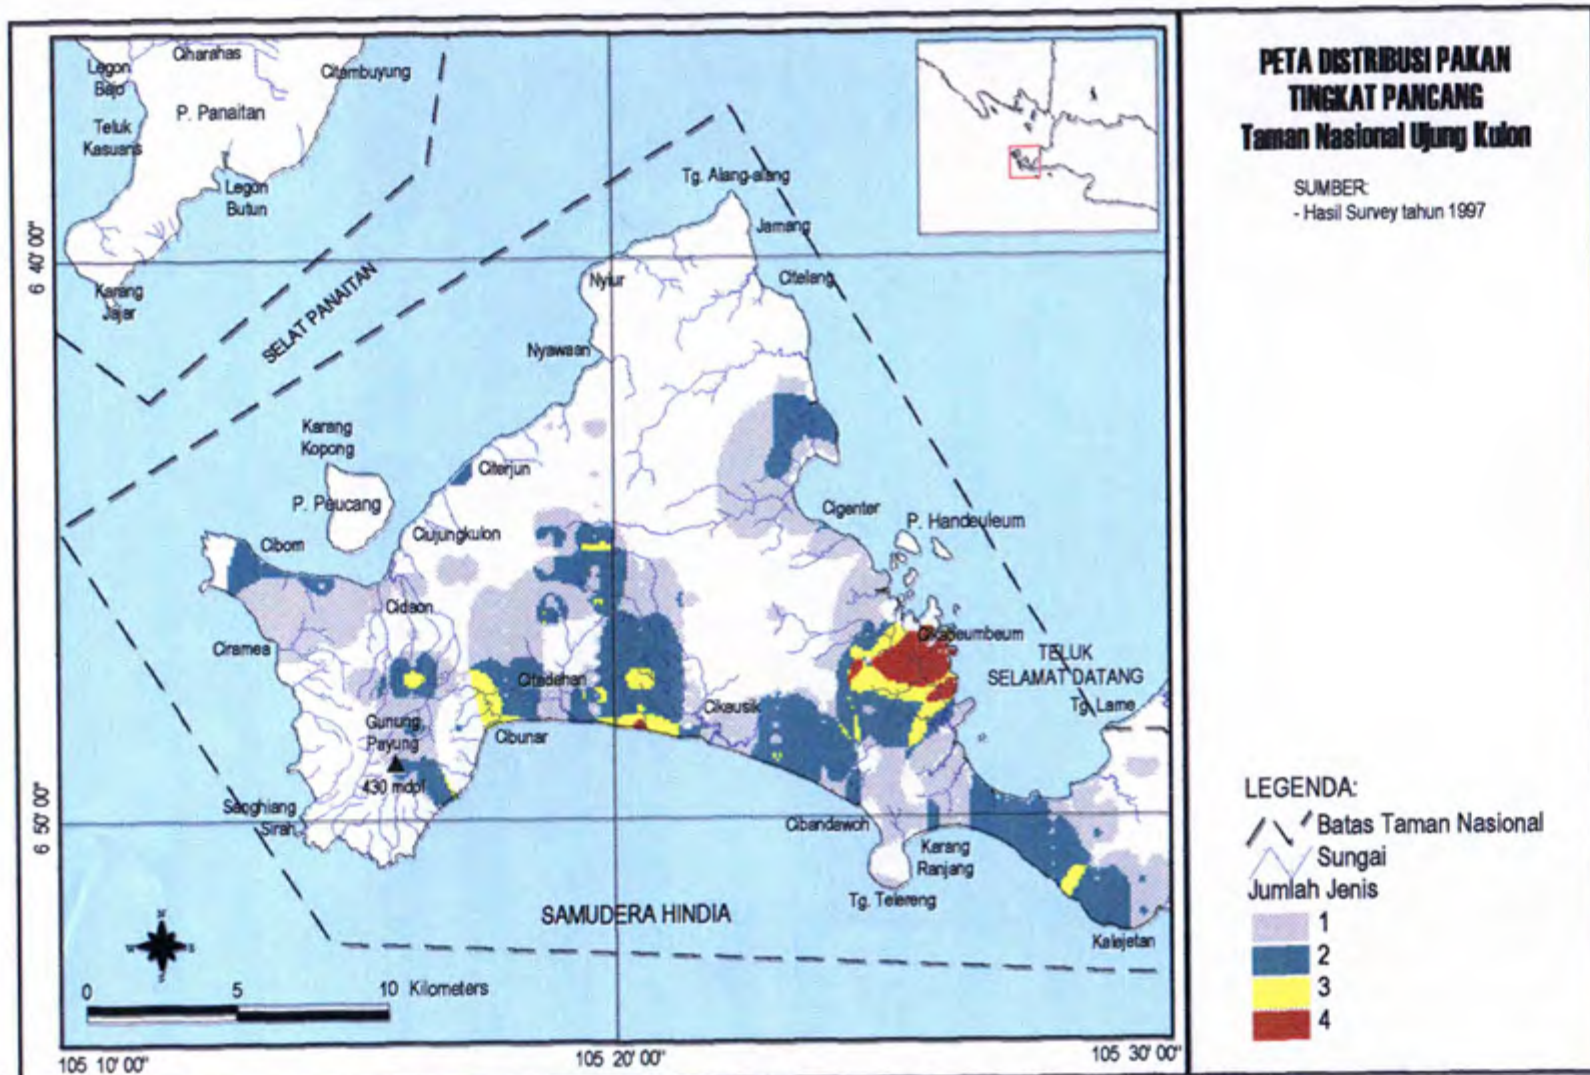 PETA DISTRIBUSI PAKAN
TINGKAT PANCANG
Taman Nasional Ujung Kulon
SUMBER:
- Hasil Survey tahun 1997
Legon
Bajo
Ciharahas
Citambuyung
P. Panaitan
Teluk
Kasuaris
Legon
Butun
Karang
Jajar
SELAT PANAITAN
Tg. Alang-alang
Jamang
Citelang
Nyiur
Nyawaan
Karang
Kopong
P. Peucang
Citerjun
Ciujungkulon
Cibom
Cidaon
Ciramea
Cigenter
P. Handeuleum
Cikabeumbeum
TELUK
SELAMAT DATANG
Tg. Lame
Citadahan
Cikeusik
Gunung
Payung
430 mdpl
Cibunar
Sanghiang
Sirah
Cibandawoh
Karang
Ranjang
Tg. Telereng
Kalejetan
SAMUDERA HINDIA
6 40' 00"
6 50' 00"
105 10' 00"
105 20' 00"
105 30' 00"
0 5 10 Kilometers
LEGENDA:
Batas Taman Nasional
Sungai
Jumlah Jenis
1
2
3
4